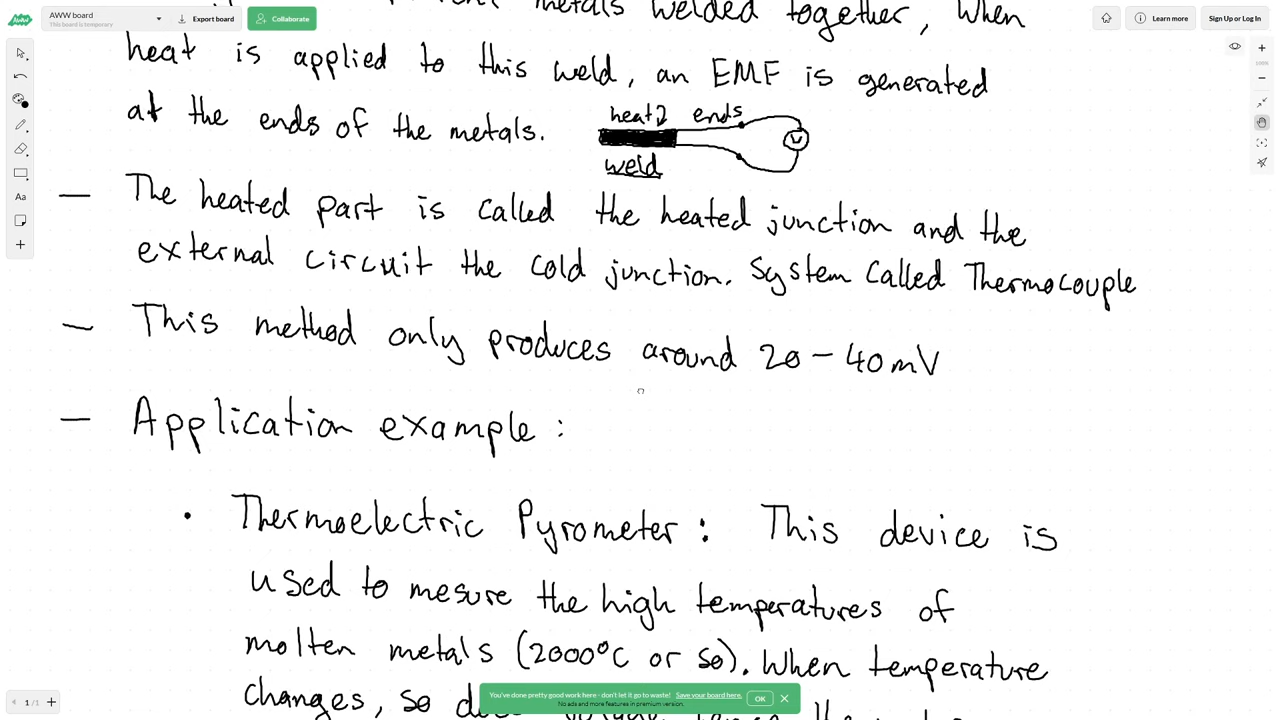 AWW board
This board is temporary
Export board
Collaborate
Learn more
Sign Up or Log In
metals welded together, when
heat is applied to this weld, an EMF is generated
at the ends of the metals.
heat ends
V
weld
— The heated part is called the heated junction and the
external circuit the cold junction. System called Thermocouple
— This method only produces around 20 - 40 mV
— Application example :
• Thermoelectric Pyrometer : This device is
used to mesure the high temperatures of
molten metals (2000°C or so). When temperature
changes, so
You've done pretty good work here - don't let it go to waste! Save your board here.
No ads and more features in premium version.
OK
Aa
1 /1
100%